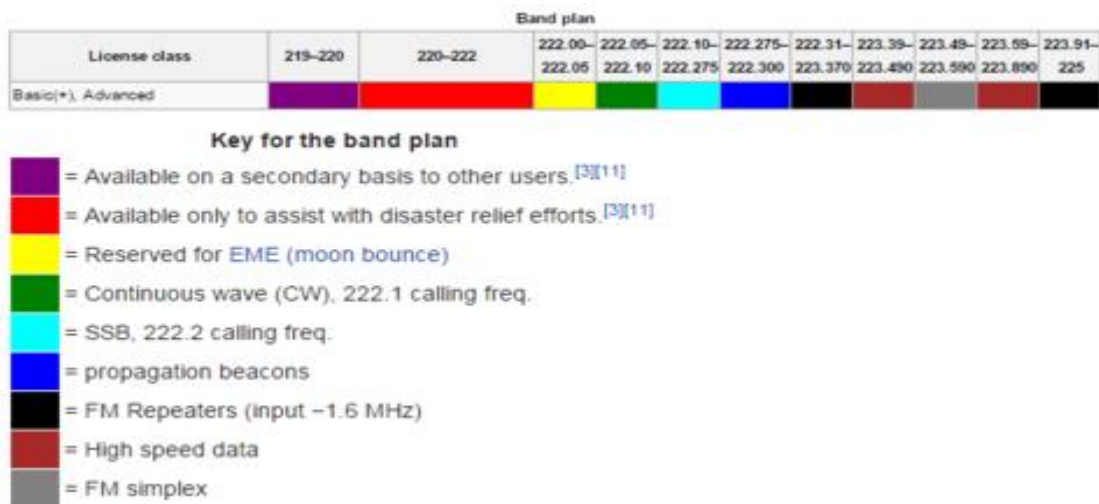 Band plan
License class 219–220 220–222 222.00–222.05 222.05–222.10 222.10–222.275 222.275–222.300 222.31–223.370 223.39–223.490 223.49–223.590 223.59–223.890 223.91–225
Basic(+), Advanced
Key for the band plan
= Available on a secondary basis to other users.[3][11]
= Available only to assist with disaster relief efforts.[3][11]
= Reserved for EME (moon bounce)
= Continuous wave (CW), 222.1 calling freq.
= SSB, 222.2 calling freq.
= propagation beacons
= FM Repeaters (input −1.6 MHz)
= High speed data
= FM simplex